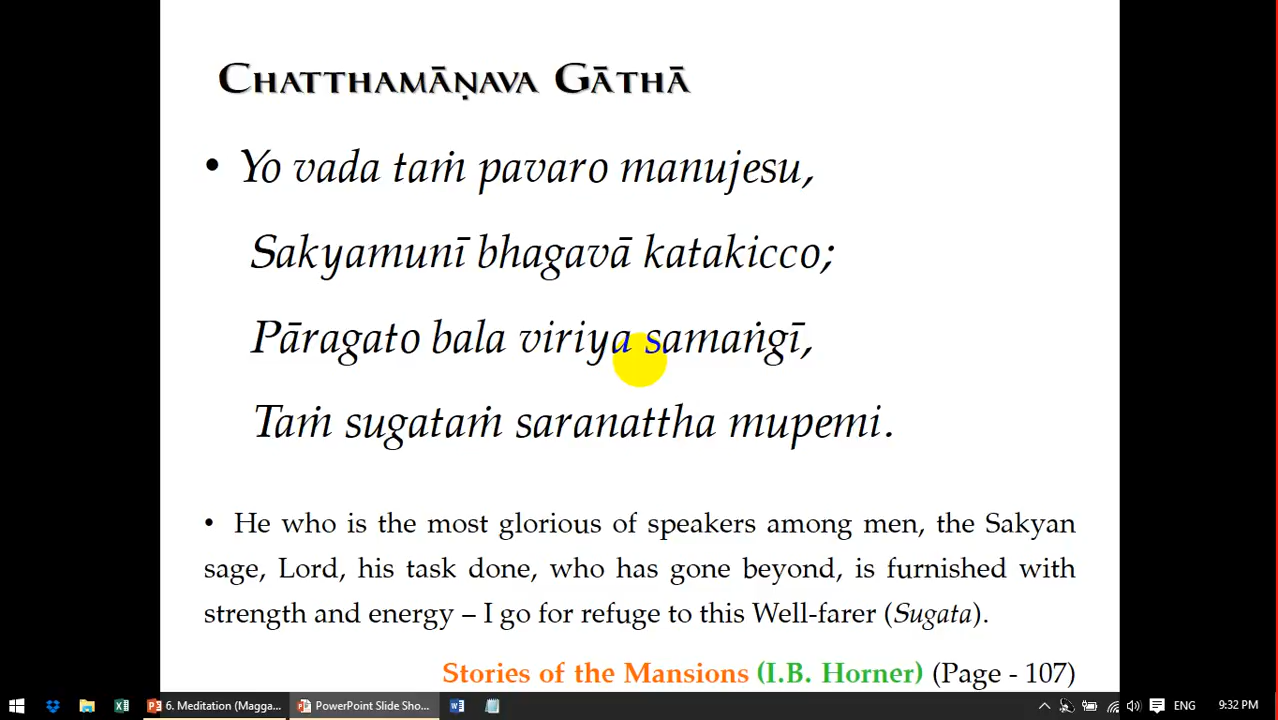 Chatthamāṇava Gāthā
• Yo vada taṁ pavaro manujesu,
Sakyamunī bhagavā katakicco;
Pāragato bala viriya samaṅgī,
Taṁ sugataṁ saranattha mupemi.
• He who is the most glorious of speakers among men, the Sakyan
sage, Lord, his task done, who has gone beyond, is furnished with
strength and energy – I go for refuge to this Well-farer (Sugata).
Stories of the Mansions (I.B. Horner) (Page - 107)
6. Meditation (Magga... PowerPoint Slide Sho... ENG 9:32 PM